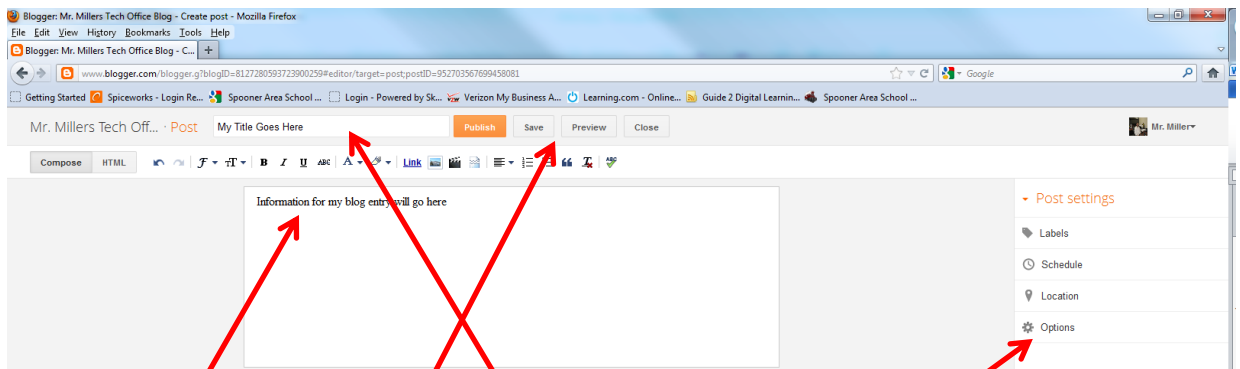 Blogger: Mr. Millers Tech Office Blog - Create post - Mozilla Firefox
File Edit View History Bookmarks Tools Help
Blogger: Mr. Millers Tech Office Blog - C... +
www.blogger.com/blogger.g?blogID=8127280593723900259#editor/target=post;postID=952703567699458081 Google
Getting Started Spiceworks - Login Re... Spooner Area School ... Login - Powered by Sk... Verizon My Business A... Learning.com - Online... Guide 2 Digital Learnin... Spooner Area School ...
Mr. Millers Tech Off... · Post My Title Goes Here Publish Save Preview Close Mr. Miller
Compose HTML F T B I U ABC A Link ABC
Information for my blog entry will go here
Post settings
Labels
Schedule
Location
Options